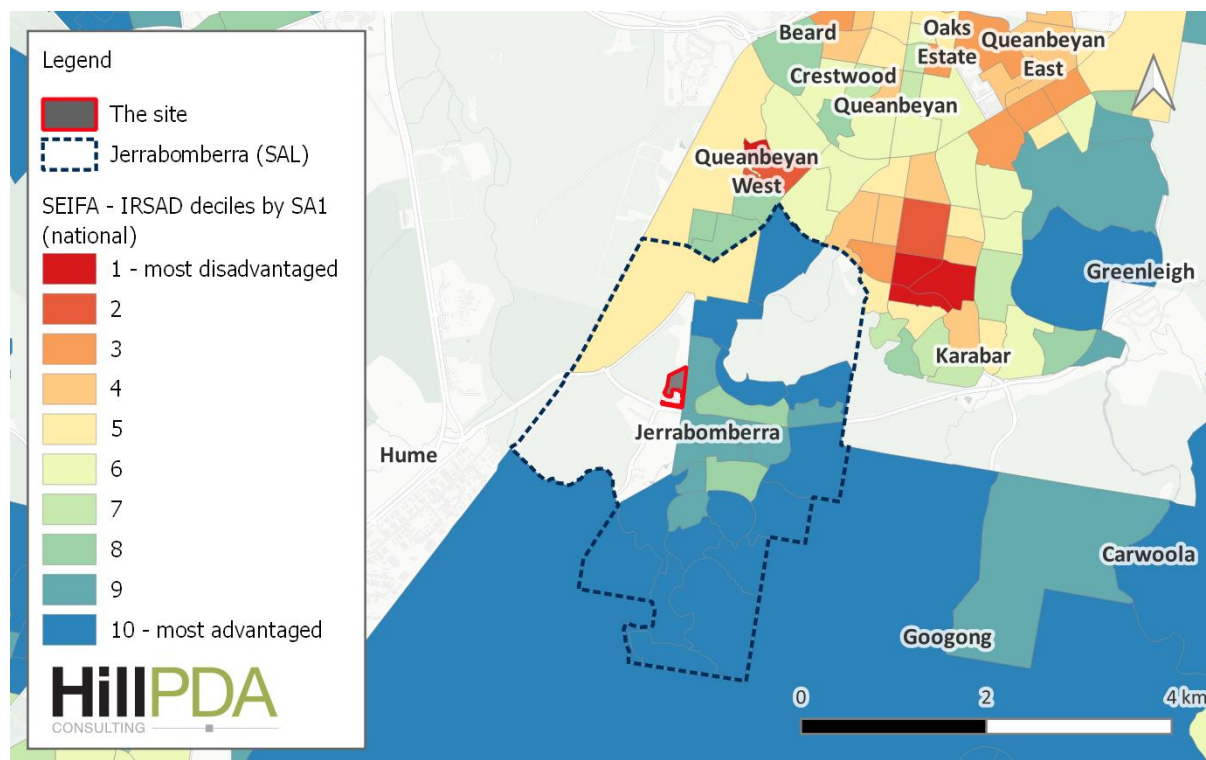 Legend
The site
Jerrabomberra (SAL)
SEIFA - IRSAD deciles by SA1
(national)
1 - most disadvantaged
2
3
4
5
6
7
8
9
10 - most advantaged
HillPDA
CONSULTING
Beard
Oaks
Estate
Queanbeyan
East
Crestwood
Queanbeyan
Queanbeyan
West
Greenleigh
Karabar
Jerrabomberra
Hume
Carwoola
Googong
0
2
4 km